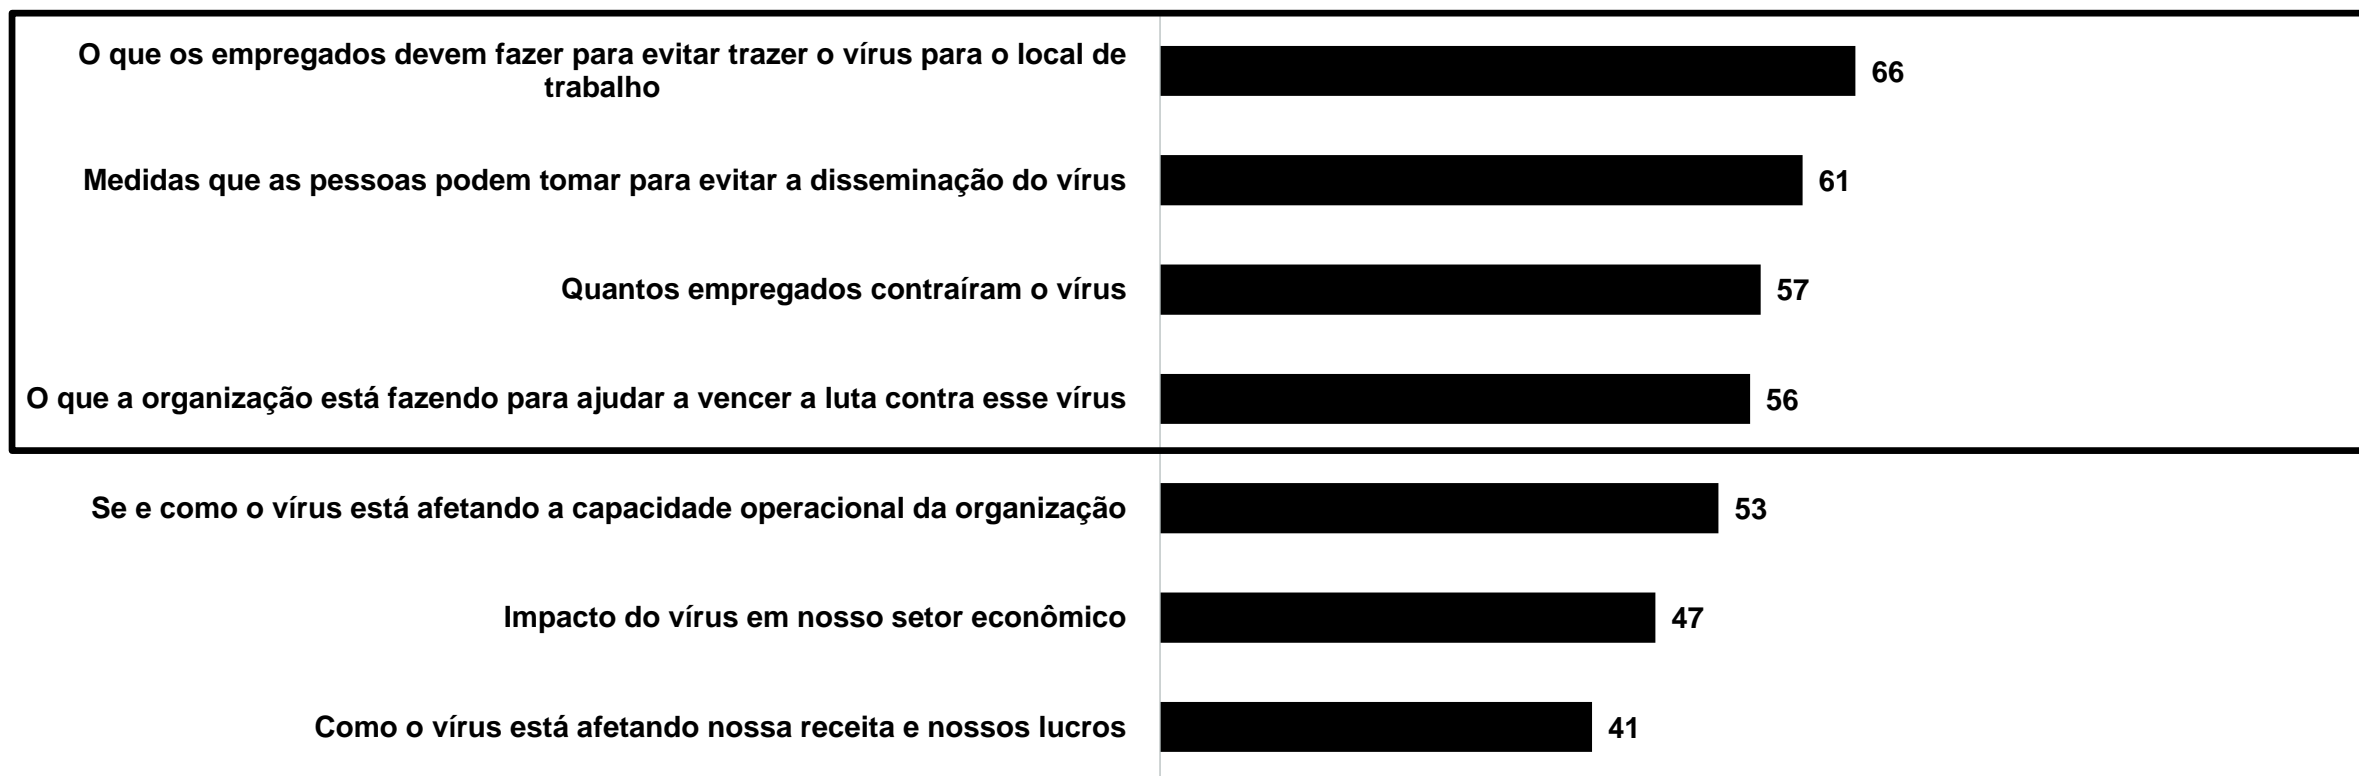 O que os empregados devem fazer para evitar trazer o vírus para o local de
trabalho
66
Medidas que as pessoas podem tomar para evitar a disseminação do vírus
61
Quantos empregados contraíram o vírus
57
O que a organização está fazendo para ajudar a vencer a luta contra esse vírus
56
Se e como o vírus está afetando a capacidade operacional da organização
53
Impacto do vírus em nosso setor econômico
47
Como o vírus está afetando nossa receita e nossos lucros
41